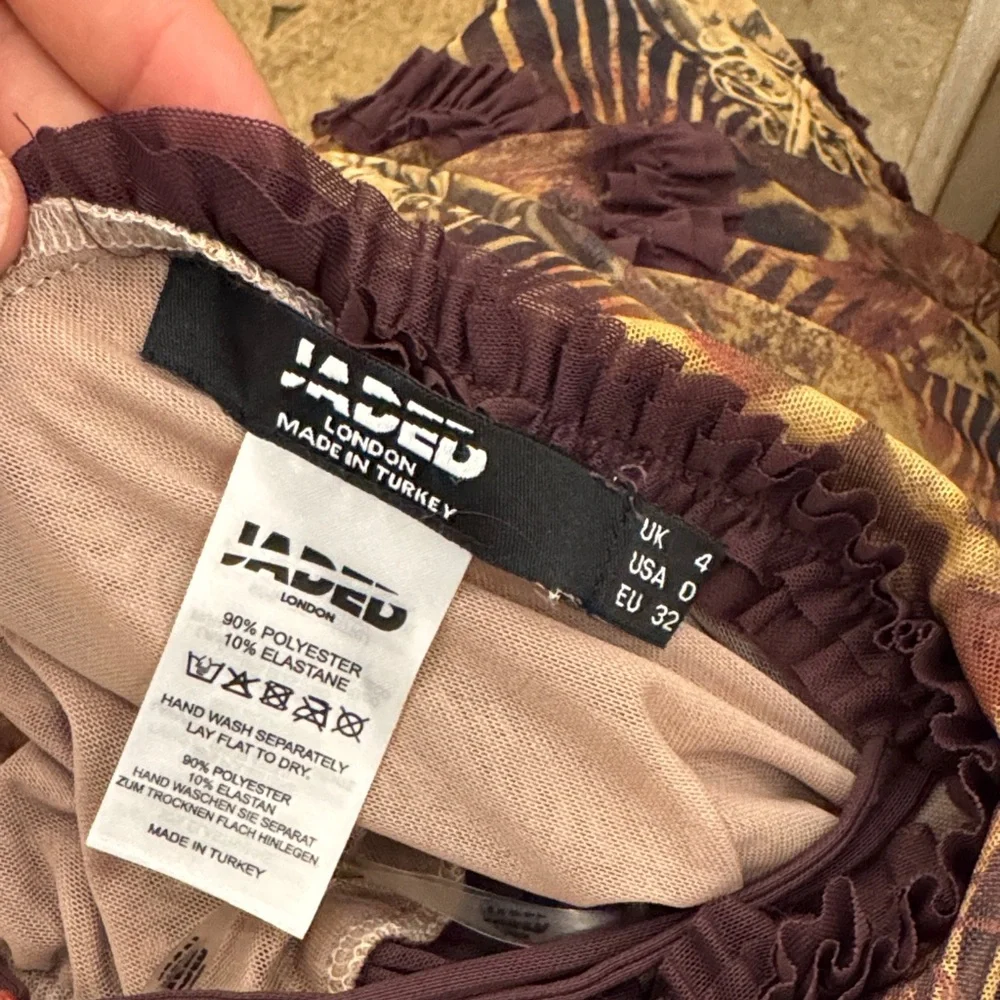 JADED
LONDON
MADE IN TURKEY
UK 4
USA 0
EU 32
JADED
LONDON
90% POLYESTER
10% ELASTANE
HAND WASH SEPARATELY
LAY FLAT TO DRY.
90% POLYESTER
10% ELASTAN
HAND WASCHEN SIE SEPARAT
ZUM TROCKNEN FLACH HINLEGEN
MADE IN TURKEY